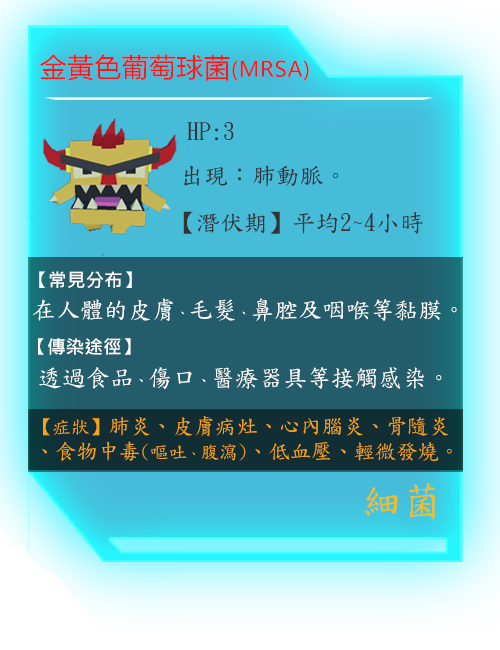 金黃色葡萄球菌(MRSA)
HP:3
出現：肺動脈。
【潛伏期】平均2~4小時
【常見分布】
在人體的皮膚、毛髮、鼻腔及咽喉等黏膜。
【傳染途徑】
透過食品、傷口、醫療器具等接觸感染。
【症狀】肺炎、皮膚病灶、心內腦炎、骨隨炎
、食物中毒(嘔吐、腹瀉)、低血壓、輕微發燒。
細菌